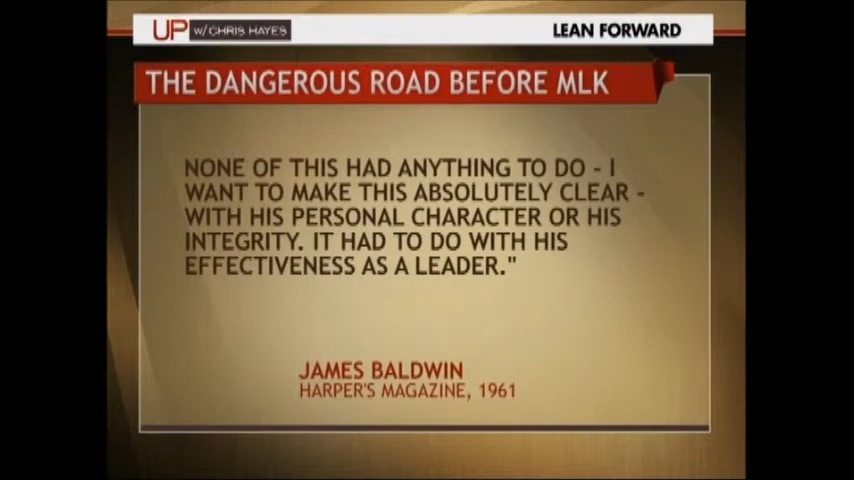 UP W/ CHRIS HAYES
LEAN FORWARD
THE DANGEROUS ROAD BEFORE MLK
NONE OF THIS HAD ANYTHING TO DO - I
WANT TO MAKE THIS ABSOLUTELY CLEAR -
WITH HIS PERSONAL CHARACTER OR HIS
INTEGRITY. IT HAD TO DO WITH HIS
EFFECTIVENESS AS A LEADER."
JAMES BALDWIN
HARPER'S MAGAZINE, 1961